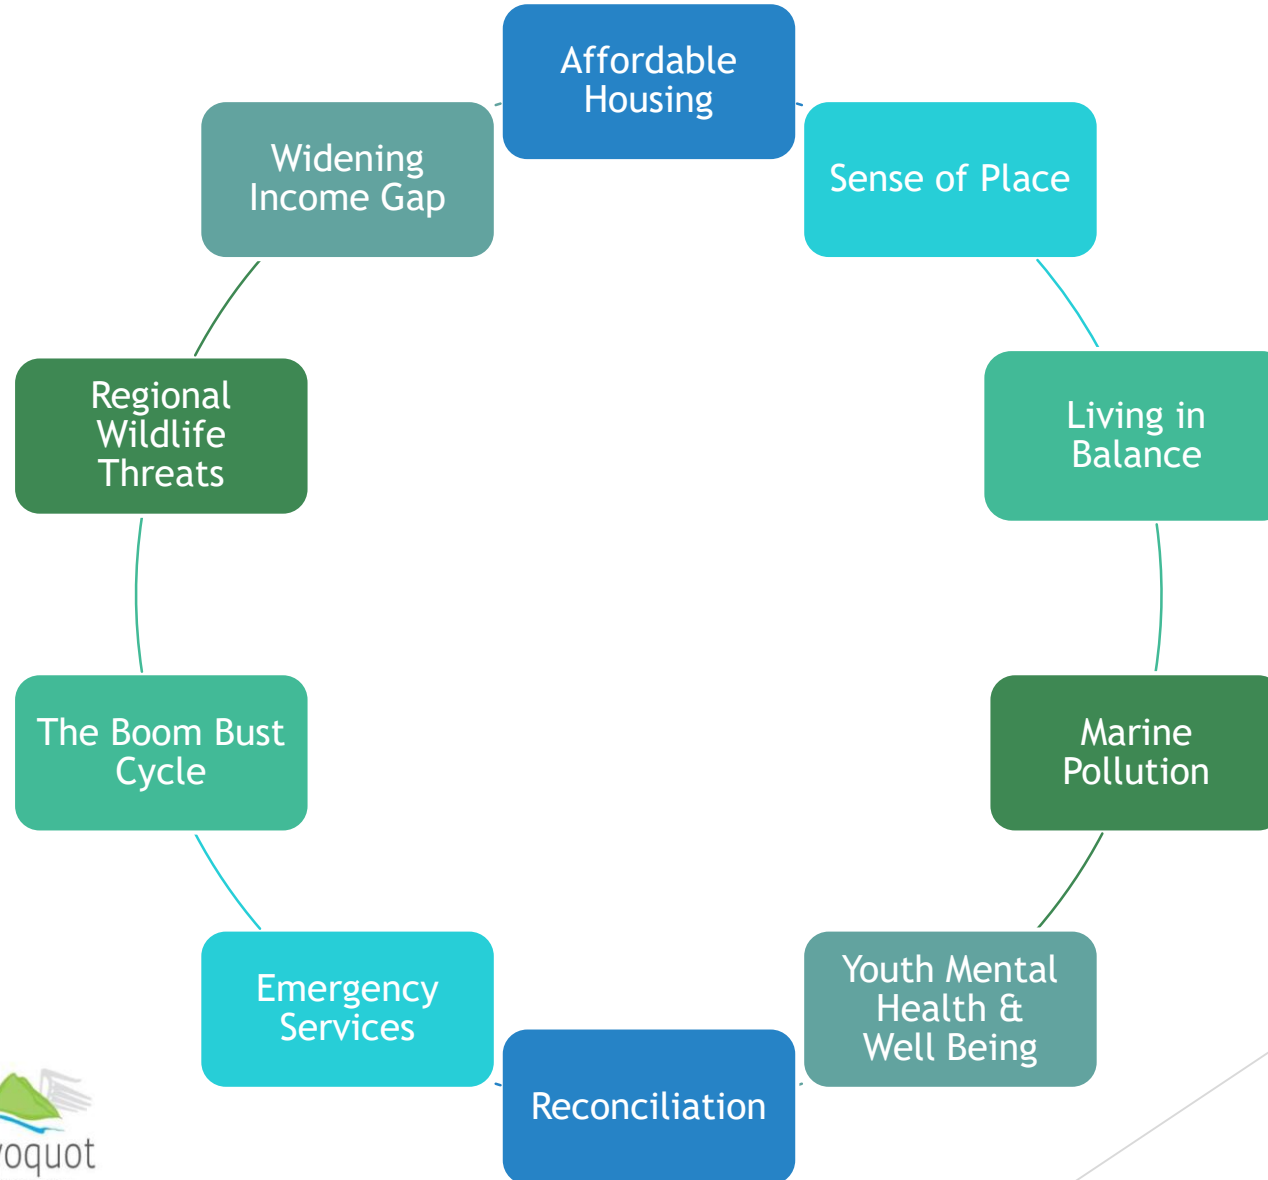 Affordable
Housing
Sense of Place
Living in
Balance
Marine
Pollution
Youth Mental
Health &
Well Being
Reconciliation
Emergency
Services
The Boom Bust
Cycle
Regional
Wildlife
Threats
Widening
Income Gap